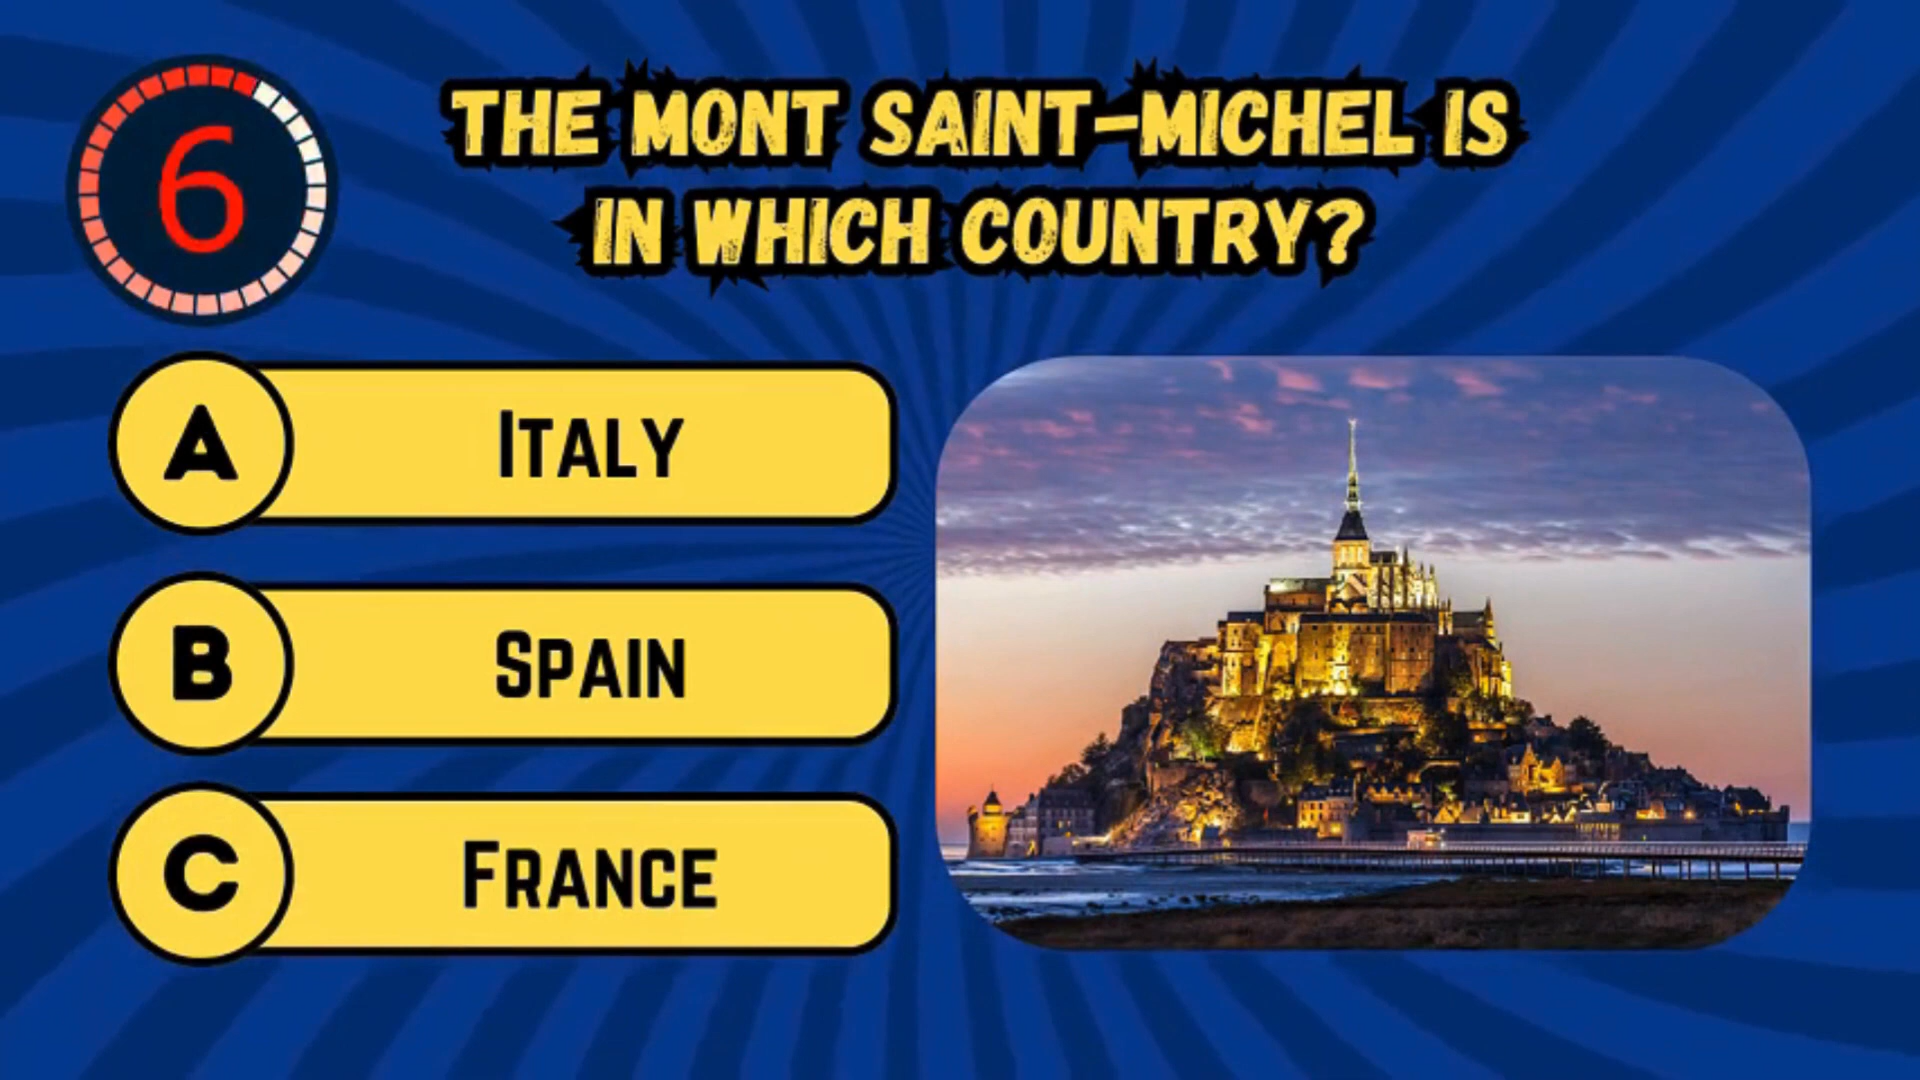 6
THE MONT SAINT-MICHEL IS
IN WHICH COUNTRY?
A ITALY
B SPAIN
C FRANCE